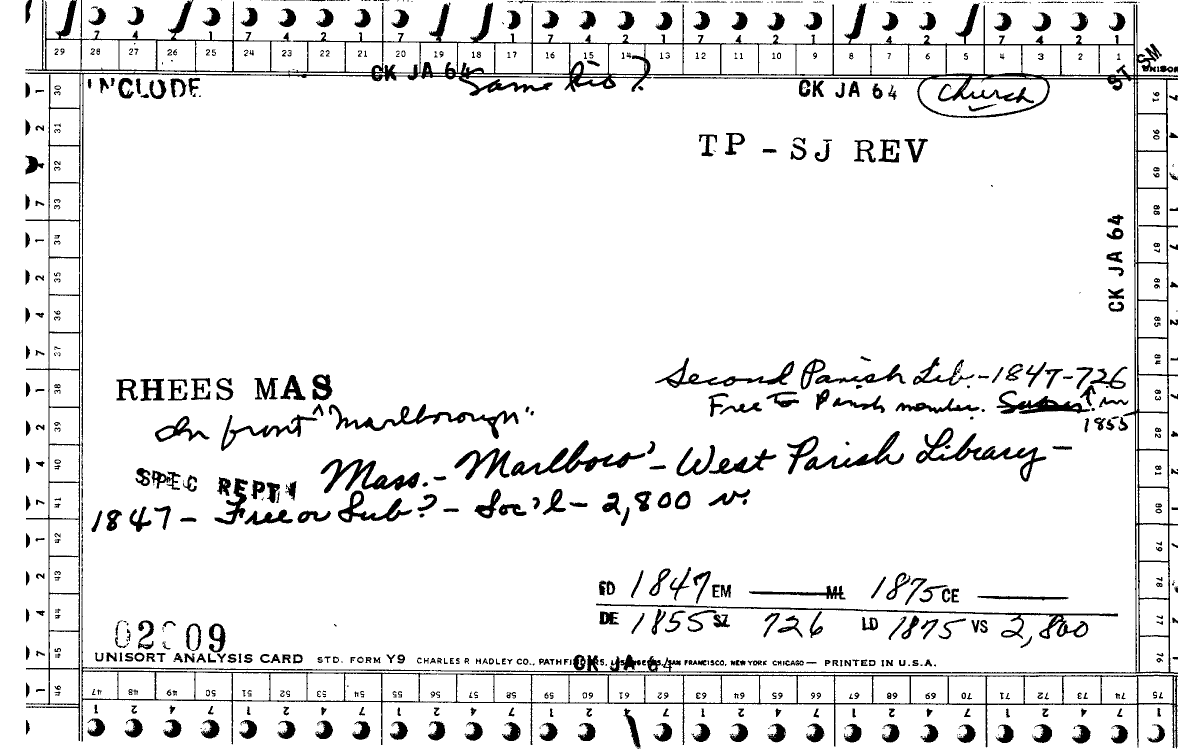 7 4 2 1 7 4 2 1 7 4 2 1 7 4 2 1 7 4 2 1 7 4 2 1 7 4 2 1
29 28 27 26 25 24 23 22 21 20 19 18 17 16 15 14 13 12 11 10 9 8 7 6 5 4 3 2 1
CK JA 64 ST SM UNISOR
INCLUDE Same Lib? CK JA 64 Church
TP - SJ REV
CK JA 64
RHEES MAS Second Parish Lib.-1847-726
In front "Marlborough" Free to Parish member. Subs. in
1855
SPEC REPT Mass.- Marlboro' - West Parish Library -
1847 - Free or Sub? - Soc'l - 2,800 v.
FD 1847 EM ML 1875 CE
DE 1855 SZ 726 LD 1875 VS 2,800
02 09
UNISORT ANALYSIS CARD STD. FORM Y9 CHARLES R HADLEY CO., PATHFINDERS, LOS ANGELES, SAN FRANCISCO, NEW YORK CHICAGO — PRINTED IN U.S.A.
CK JA 64
46 47 48 49 50 51 52 53 54 55 56 57 58 59 60 61 62 63 64 65 66 67 68 69 70 71 72 73 74 75
1 2 4 7 1 2 4 7 1 2 4 7 1 2 4 7 1 2 4 7 1 2 4 7 1 2 4 7 1
30 31 32 33 34 35 36 37 38 39 40 41 42 43 44 45
91 90 89 88 87 86 85 84 83 82 81 80 79 78 77 76